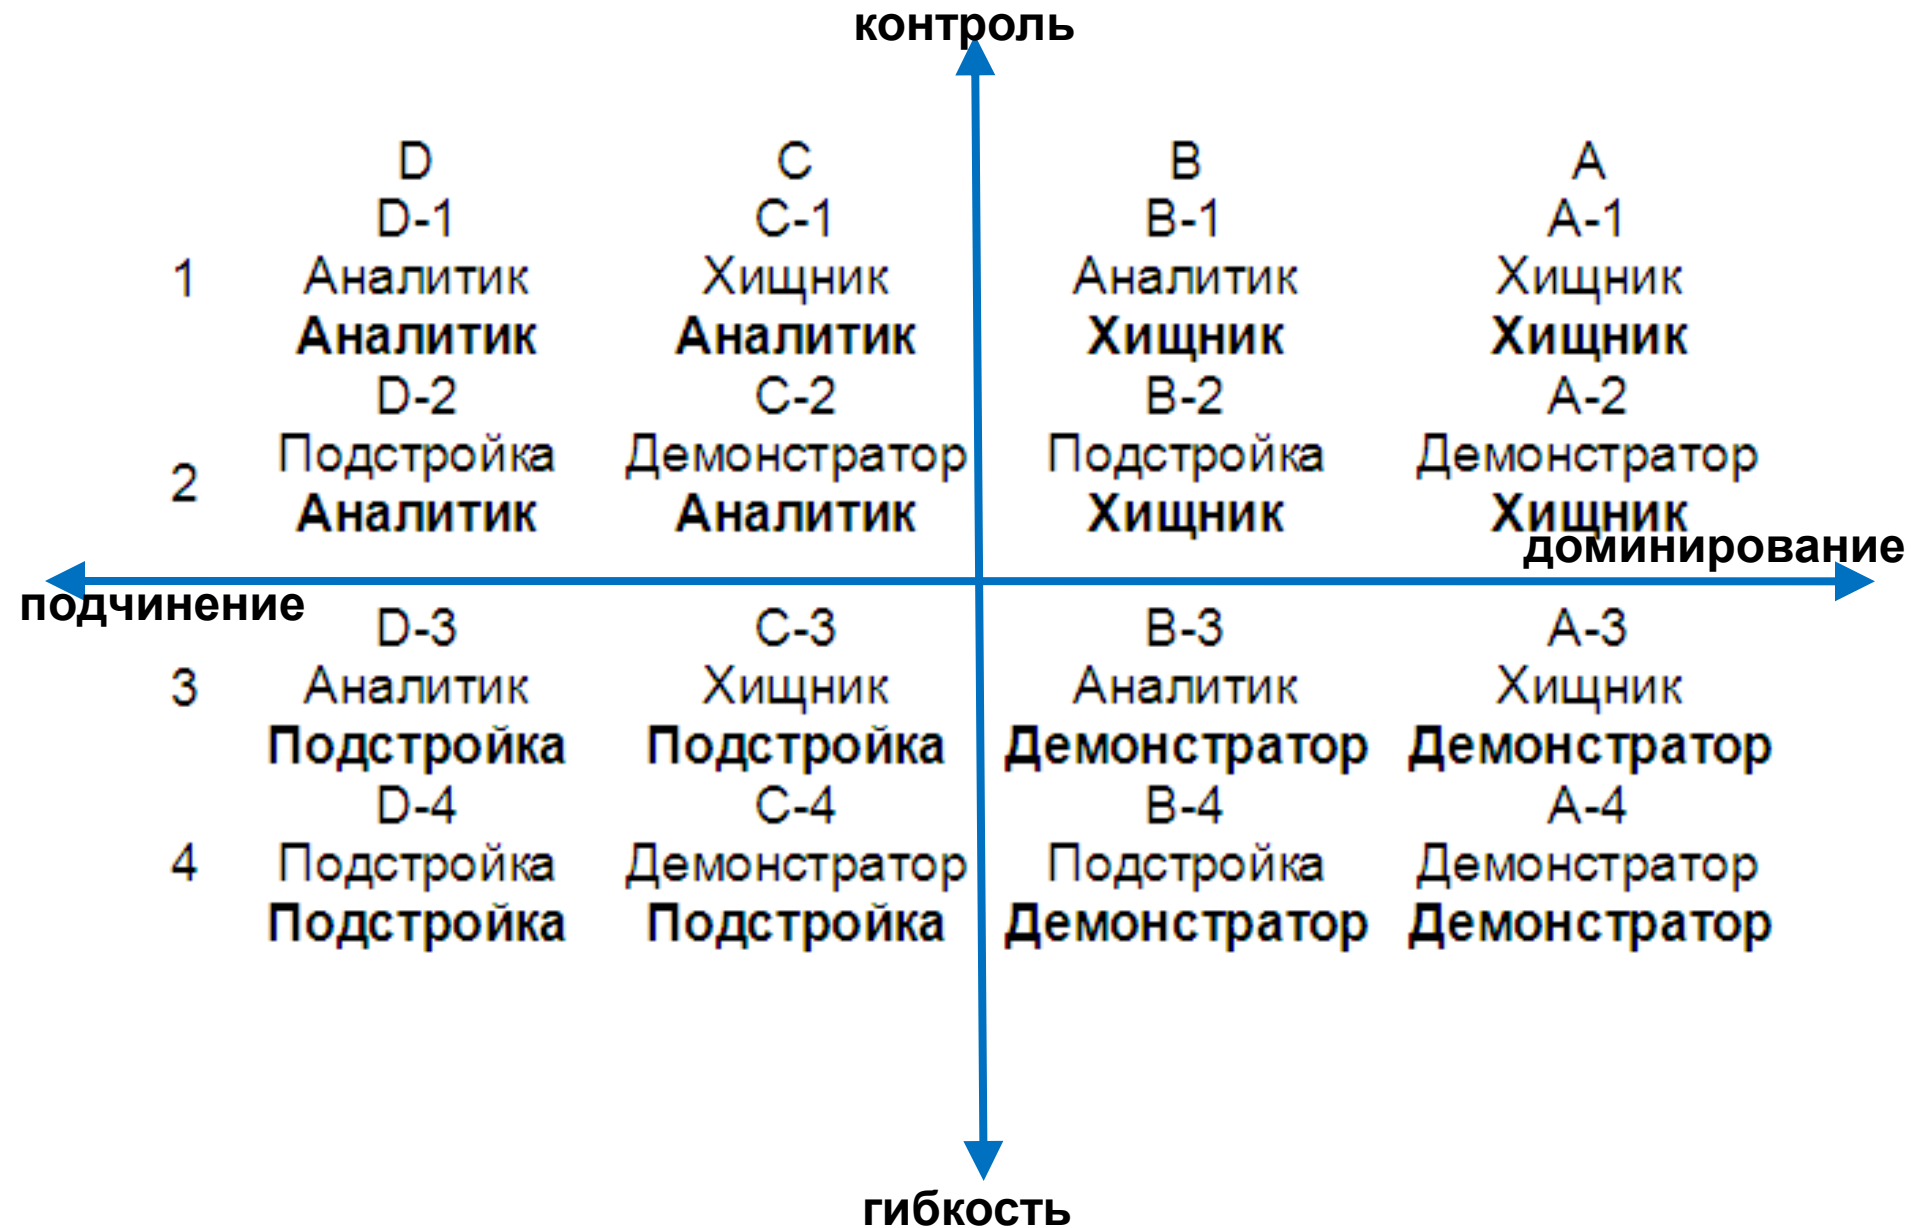 контроль
D C B A
D-1 C-1 B-1 A-1
1 Аналитик Хищник Аналитик Хищник
Аналитик Аналитик Хищник Хищник
D-2 C-2 B-2 A-2
2 Подстройка Демонстратор Подстройка Демонстратор
Аналитик Аналитик Хищник Хищник
доминирование
подчинение
D-3 C-3 B-3 A-3
3 Аналитик Хищник Аналитик Хищник
Подстройка Подстройка Демонстратор Демонстратор
D-4 C-4 B-4 A-4
4 Подстройка Демонстратор Подстройка Демонстратор
Подстройка Подстройка Демонстратор Демонстратор
гибкость